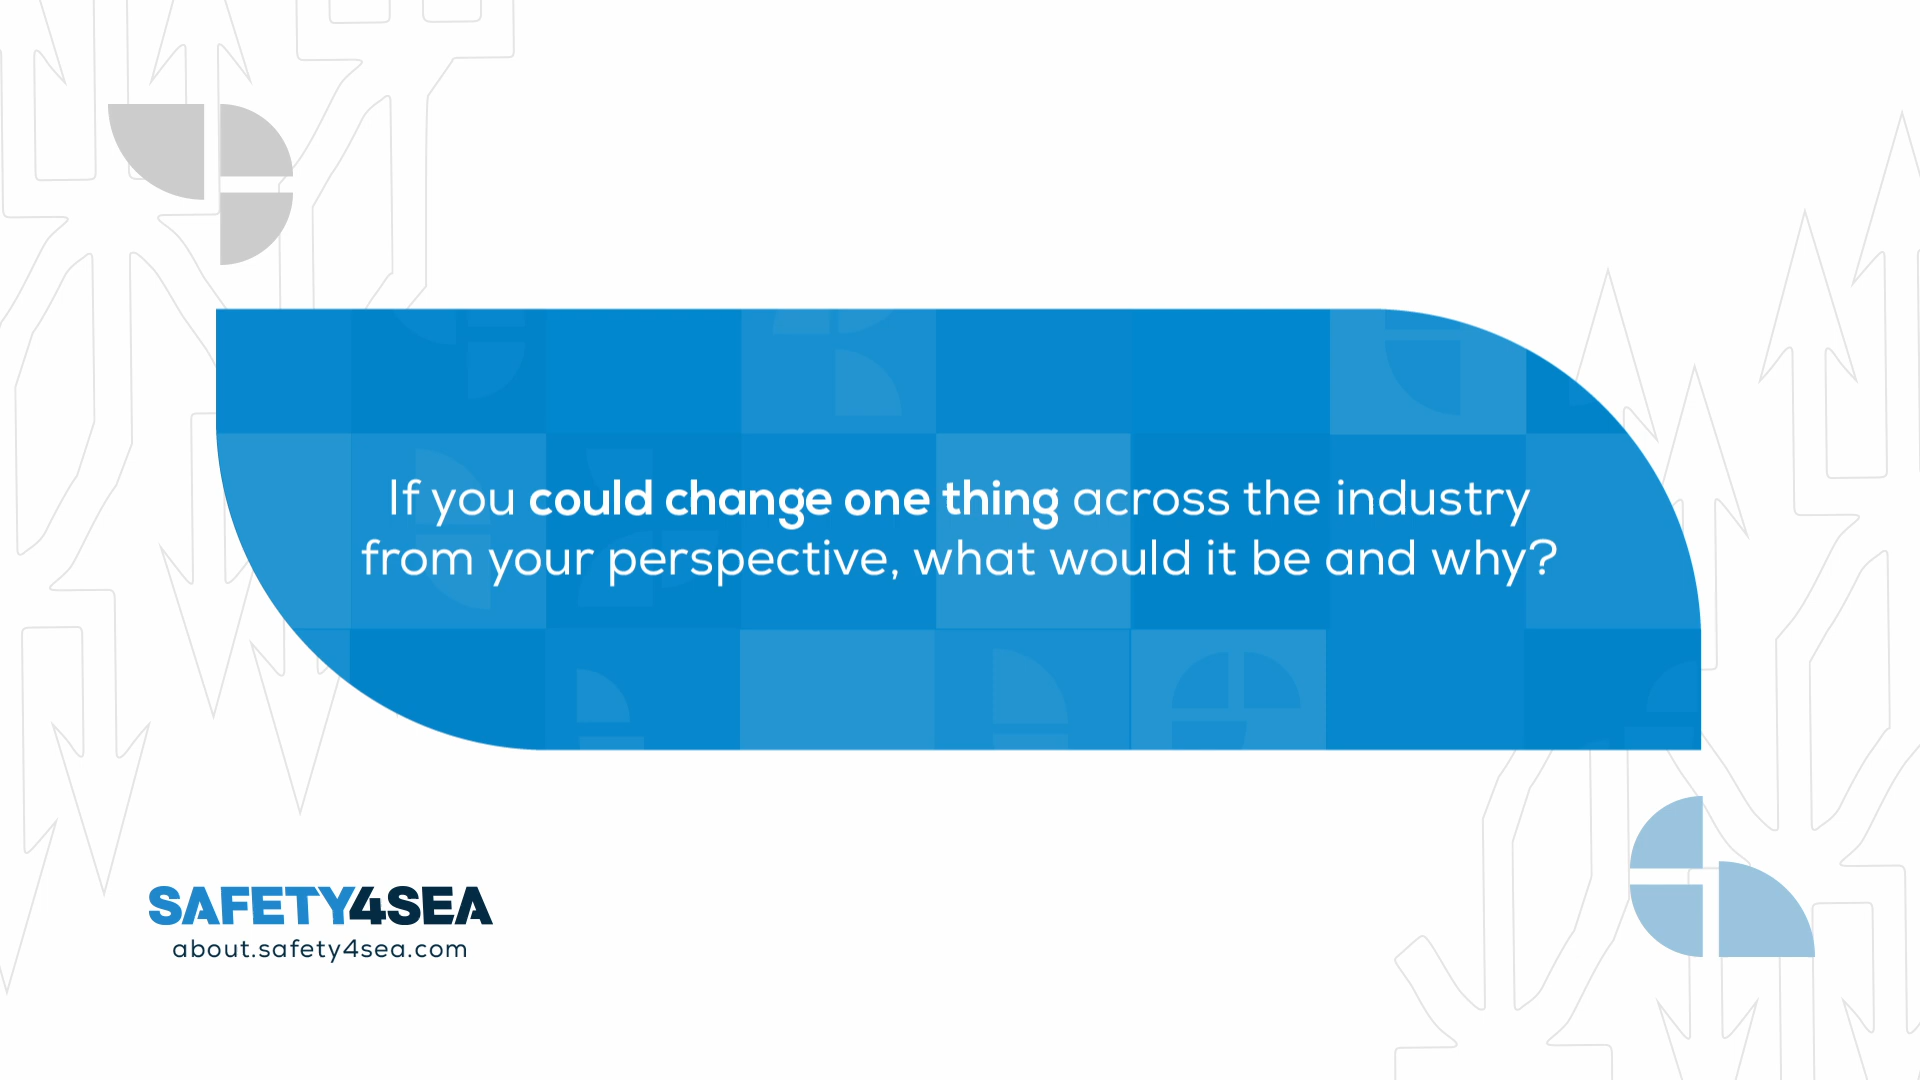 If you could change one thing across the industry
from your perspective, what would it be and why?
SAFETY4SEA
about.safety4sea.com